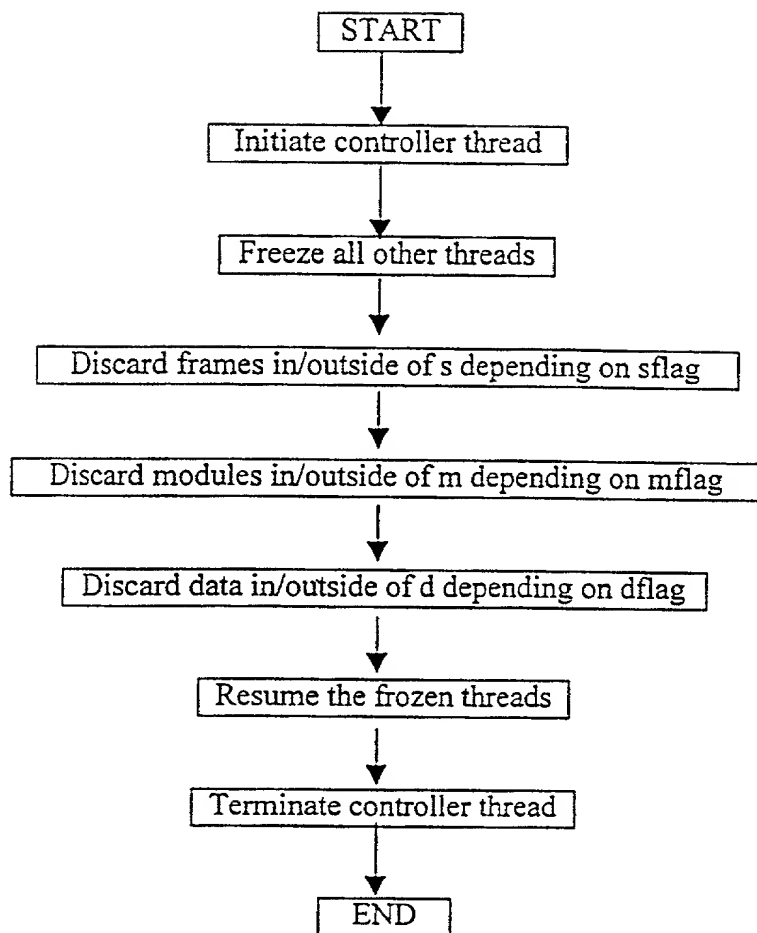 START
Initiate controller thread
Freeze all other threads
Discard frames in/outside of s depending on sflag
Discard modules in/outside of m depending on mflag
Discard data in/outside of d depending on dflag
Resume the frozen threads
Terminate controller thread
END